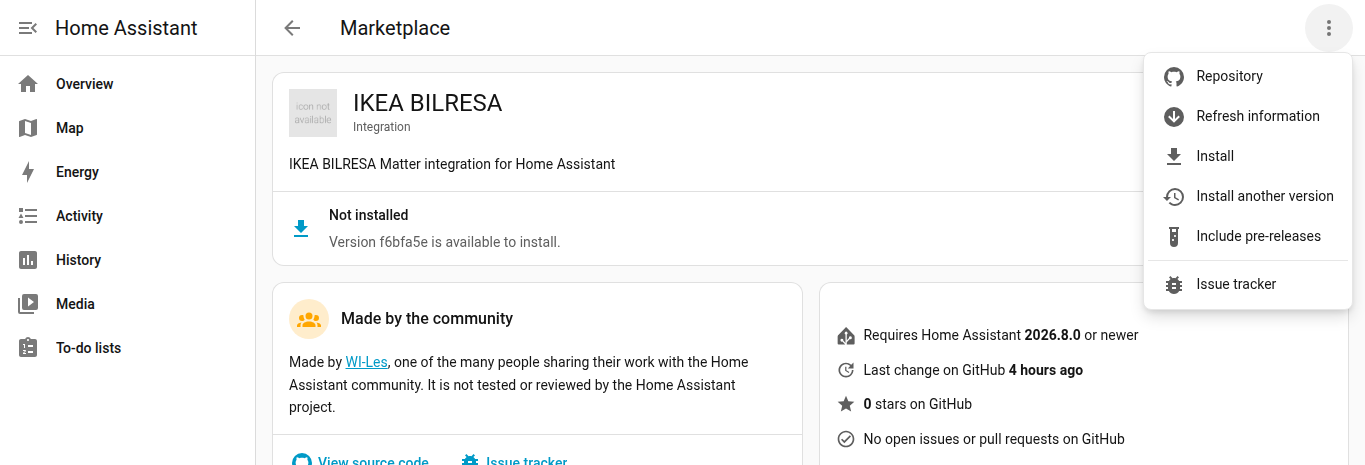 Home Assistant
Marketplace
Overview
Map
Energy
Activity
History
Media
To-do lists
icon not
available
IKEA BILRESA
Integration
IKEA BILRESA Matter integration for Home Assistant
Not installed
Version f6bfa5e is available to install.
Repository
Refresh information
Install
Install another version
Include pre-releases
Issue tracker
Made by the community
Made by WI-Les, one of the many people sharing their work with the Home
Assistant community. It is not tested or reviewed by the Home Assistant
project.
View source code
Issue tracker
Requires Home Assistant 2026.8.0 or newer
Last change on GitHub 4 hours ago
0 stars on GitHub
No open issues or pull requests on GitHub